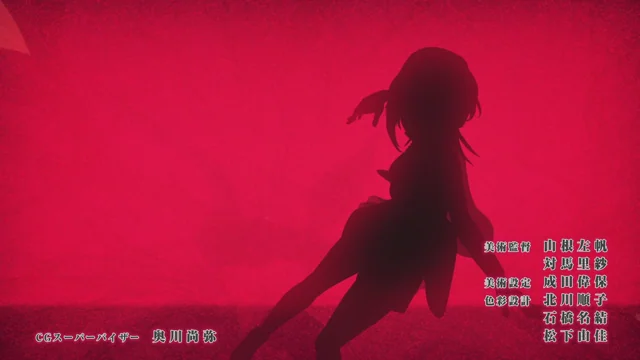 美術監督 山根左帆
対馬里紗
美術設定 成田偉保
色彩設計 北川順子
石橋名結
松下由佳
CGスーパーバイザー 奥川尚弥